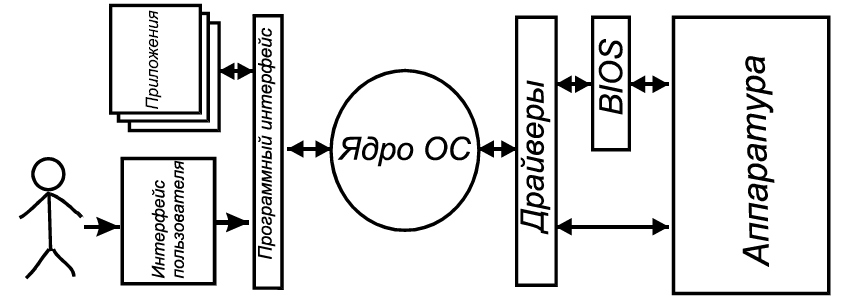 Приложения
Интерфейс
пользователя
Программный интерфейс
Ядро ОС
Драйверы
BIOS
Аппаратура